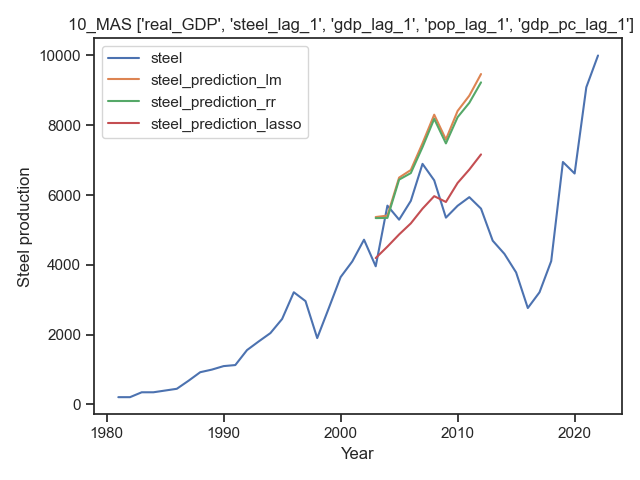 10_MAS ['real_GDP', 'steel_lag_1', 'gdp_lag_1', 'pop_lag_1', 'gdp_pc_lag_1']
steel
steel_prediction_lm
steel_prediction_rr
steel_prediction_lasso
Steel production
10000
8000
6000
4000
2000
0
1980
1990
2000
2010
2020
Year